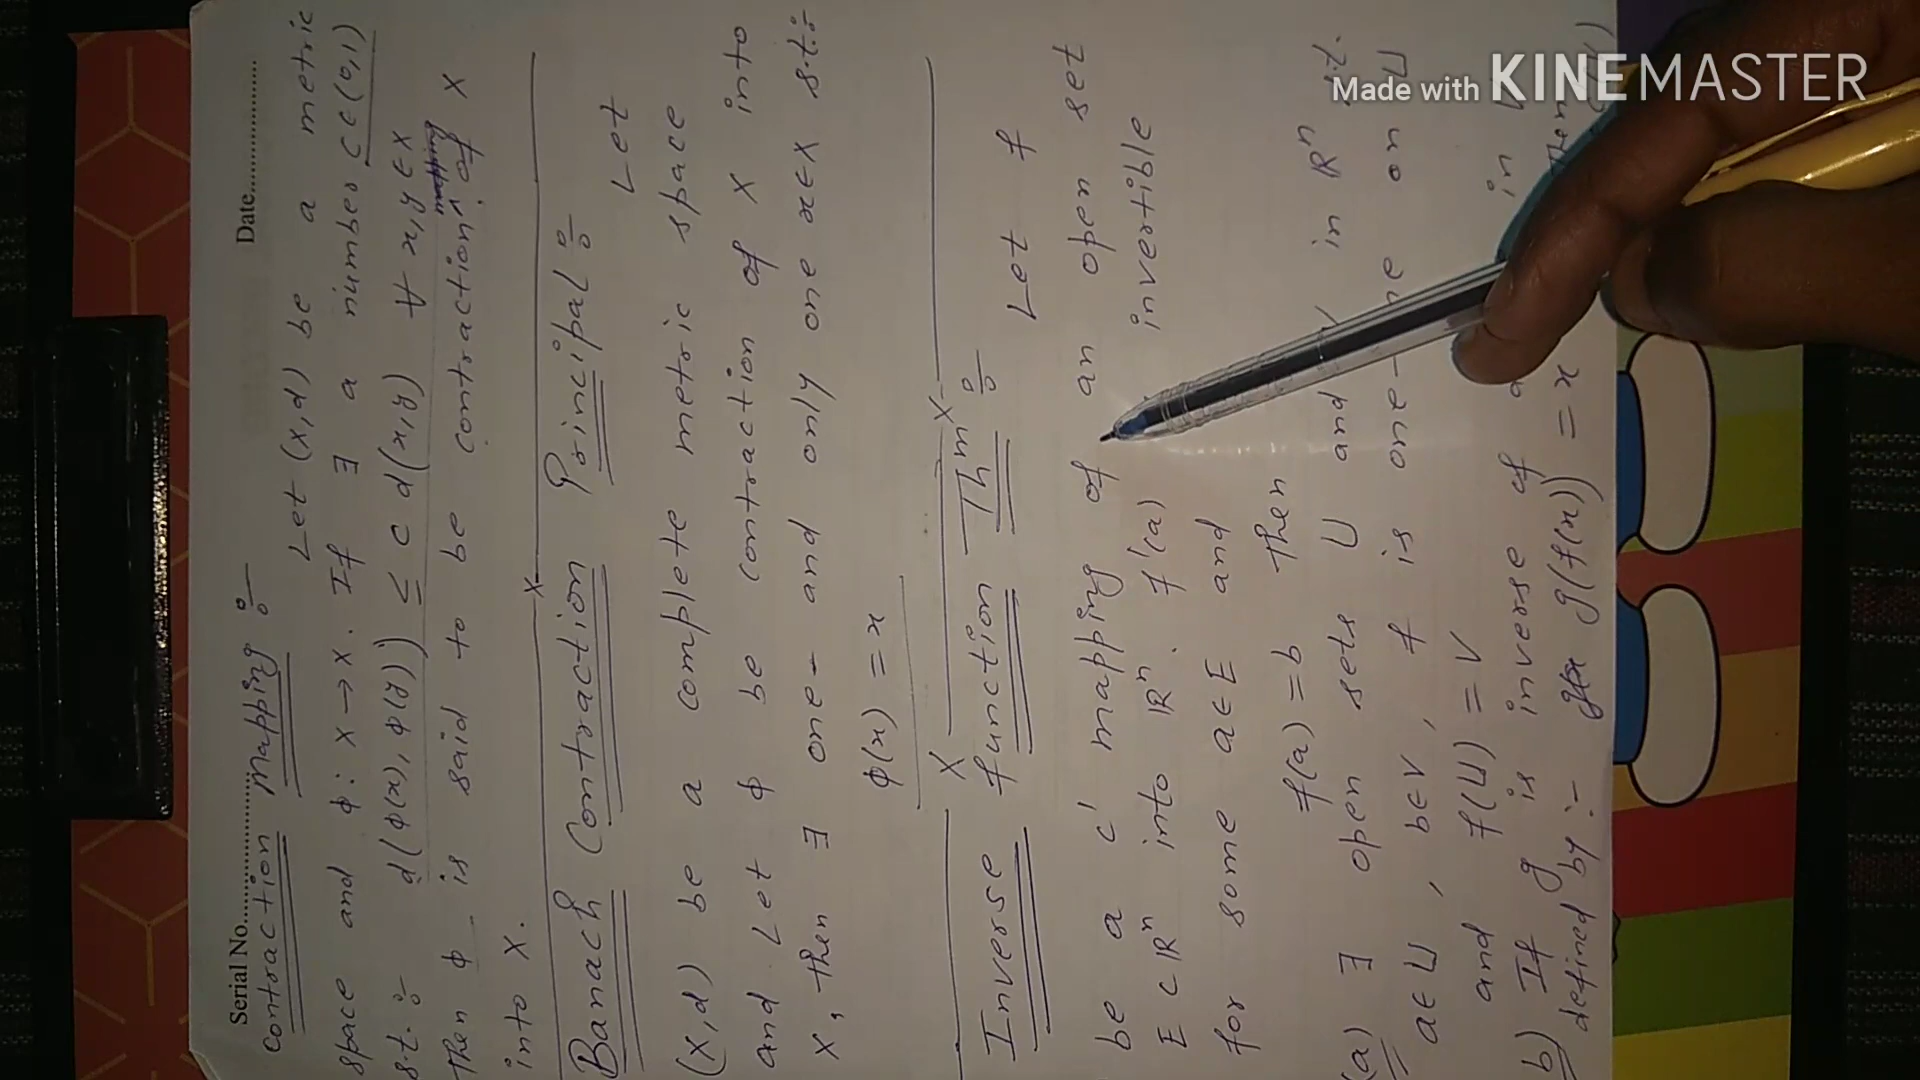 Serial No. Date
Contraction Mapping :-
Let (X,d) be a metric
space and ϕ : X → X. If ∃ a number c∈(0,1)
s.t. :- d(ϕ(x), ϕ(y)) ≤ c d(x,y) ∀ x,y ∈ X
Then ϕ is said to be contraction mapping of X
into X.
Banach Contraction Principal :-
Let
(X,d) be a complete metric space
and Let ϕ be contraction of X into
X, then ∃ one - and only one x∈X s.t. :-
ϕ(x) = x
Inverse function Thm :-
Let f
be a c' mapping of an open set
E ⊂ ℝⁿ into ℝⁿ. f'(a) invertible
for some a∈E and
f(a) = b then
(a) ∃ open sets U and V in ℝⁿ s.t.
a∈U, b∈V, f is one-one on U
and f(U) = V
b) If g is inverse of
defined by :- g(f(x)) = x
Made with KINEMASTER